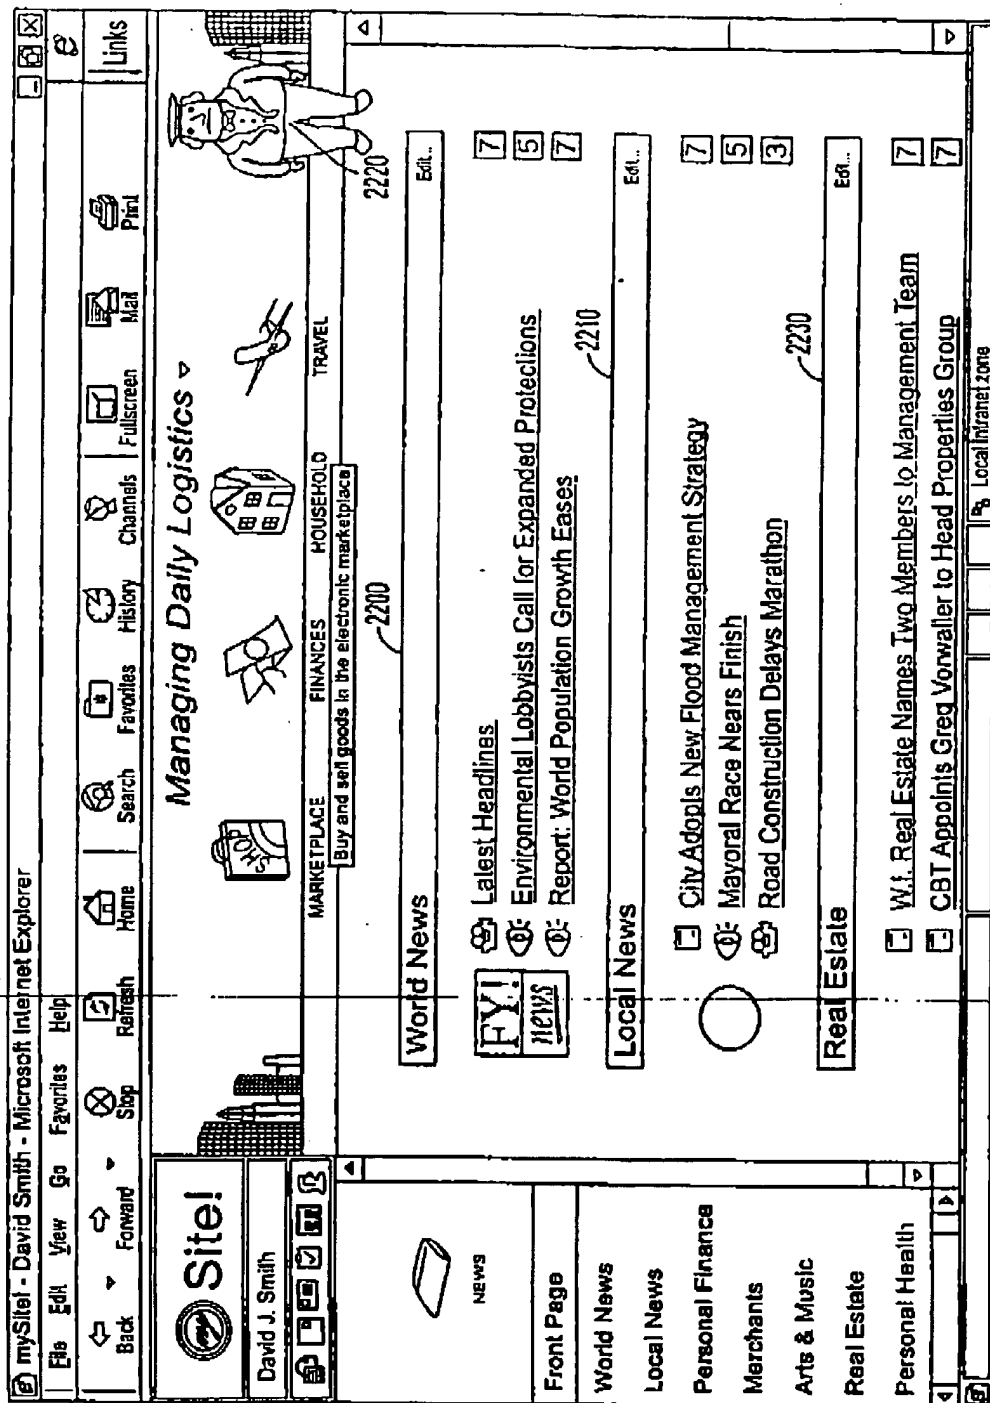 mySite! - David Smith - Microsoft Internet Explorer
File Edit View Go Favorites Help
Back Forward Stop Refresh Home Search Favorites History Channels Fullscreen Mail Print
Links
my Site!
David J. Smith
Managing Daily Logistics
SHOP
MARKETPLACE FINANCES HOUSEHOLD TRAVEL
Buy and sell goods in the electronic marketplace
2220
NEWS
Front Page
World News
Local News
Personal Finance
Merchants
Arts & Music
Real Estate
Personal Health
2200
World News Edit...
FYI!
news
Latest Headlines 7
Environmental Lobbyists Call for Expanded Protections 5
Report: World Population Growth Eases 7
2210
Local News Edit...
City Adopts New Flood Management Strategy 7
Mayoral Race Nears Finish 5
Road Construction Delays Marathon 3
2230
Real Estate Edit...
W.t. Real Estate Names Two Members to Management Team 7
CBT Appoints Greg Vorwaller to Head Properties Group 7
Local intranet zone